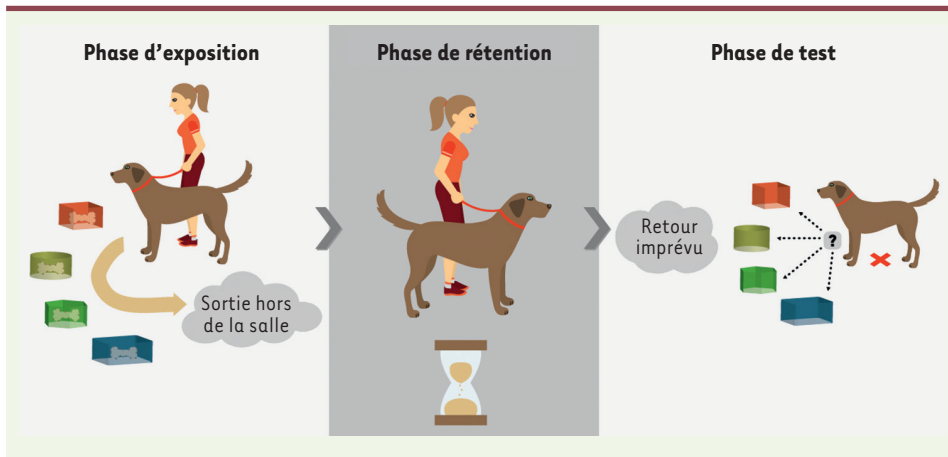 Phase d'exposition
Phase de rétention
Phase de test
Sortie hors
de la salle
Retour
imprévu
?